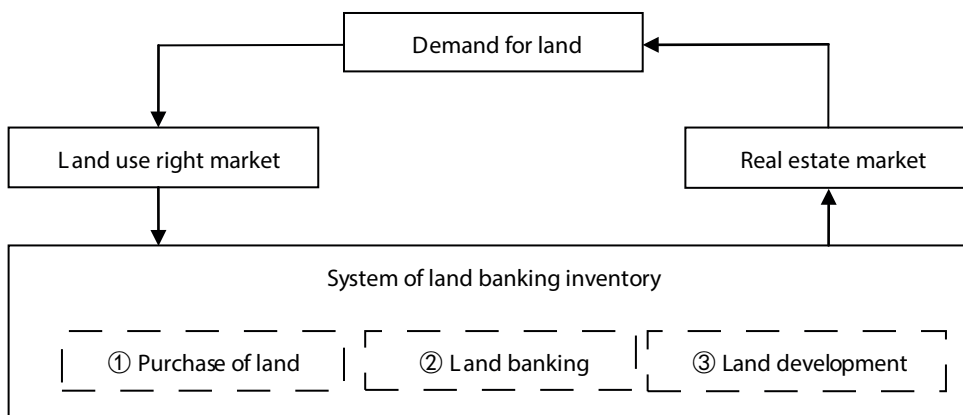 Demand for land
Land use right market
Real estate market
System of land banking inventory
① Purchase of land
② Land banking
③ Land development